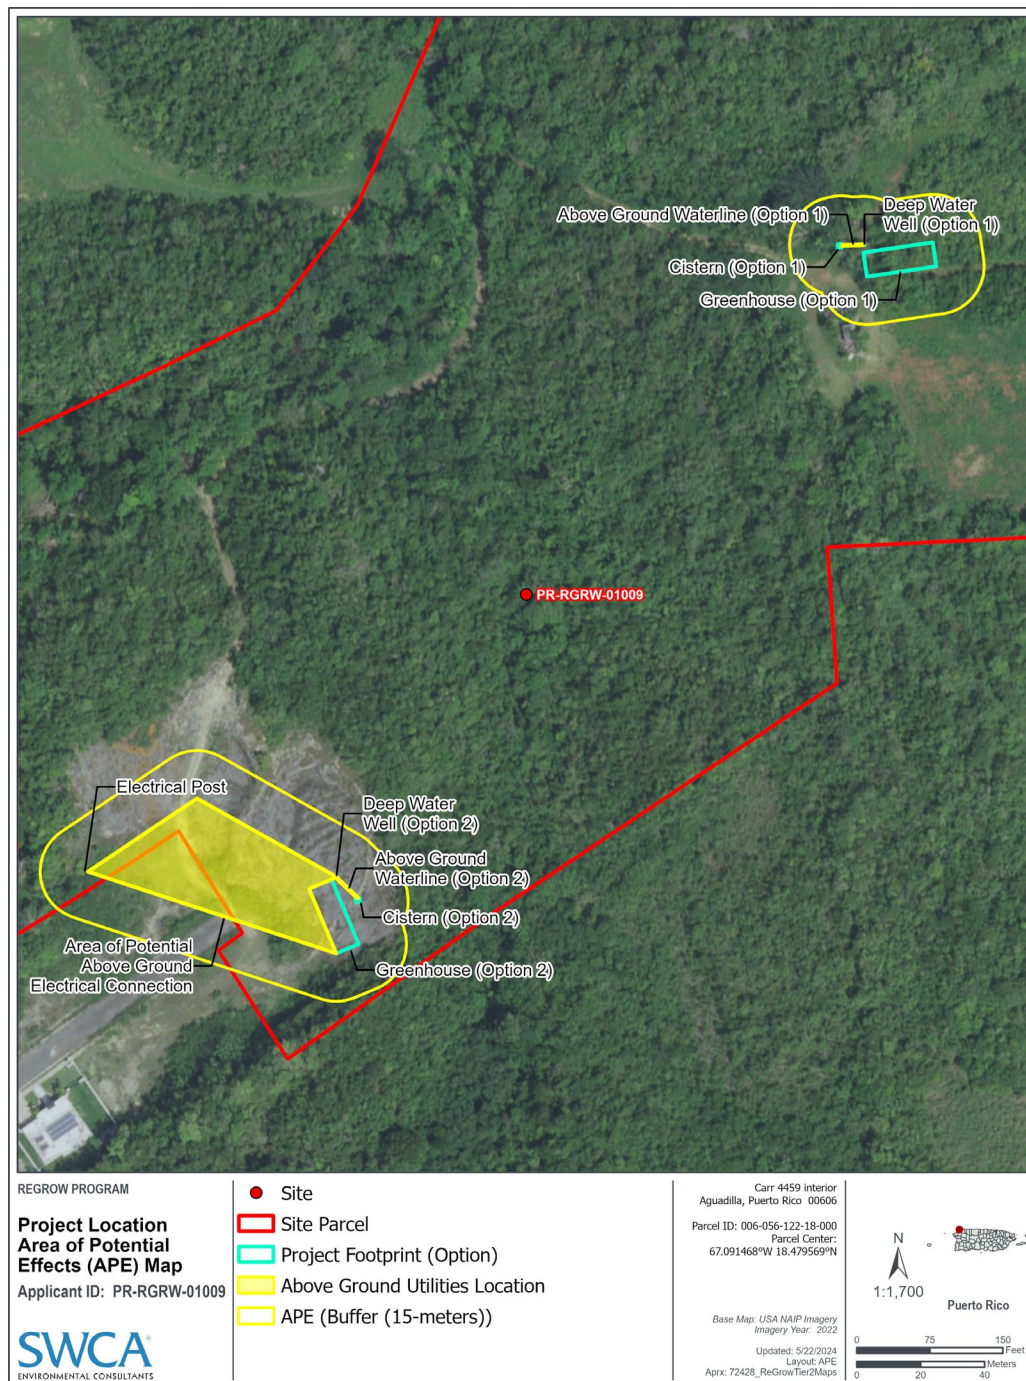 Above Ground Waterline (Option 1)
Deep Water
Well (Option 1)
Cistern (Option 1)
Greenhouse (Option 1)
PR-RGRW-01009
Electrical Post
Deep Water
Well (Option 2)
Above Ground
Waterline (Option 2)
Cistern (Option 2)
Area of Potential
Above Ground
Electrical Connection
Greenhouse (Option 2)
REGROW PROGRAM
Project Location
Area of Potential
Effects (APE) Map
Applicant ID: PR-RGRW-01009
SWCA
ENVIRONMENTAL CONSULTANTS
Site
Site Parcel
Project Footprint (Option)
Above Ground Utilities Location
APE (Buffer (15-meters))
Carr 4459 interior
Aguadilla, Puerto Rico 00606
Parcel ID: 006-056-122-18-000
Parcel Center:
67.091468°W 18.479569°N
Base Map: USA NAIP Imagery
Imagery Year: 2022
Updated: 5/22/2024
Layout: APE
Aprx: 72428_ReGrowTier2Maps
N
1:1,700
Puerto Rico
0 75 150
Feet
Meters
0 20 40